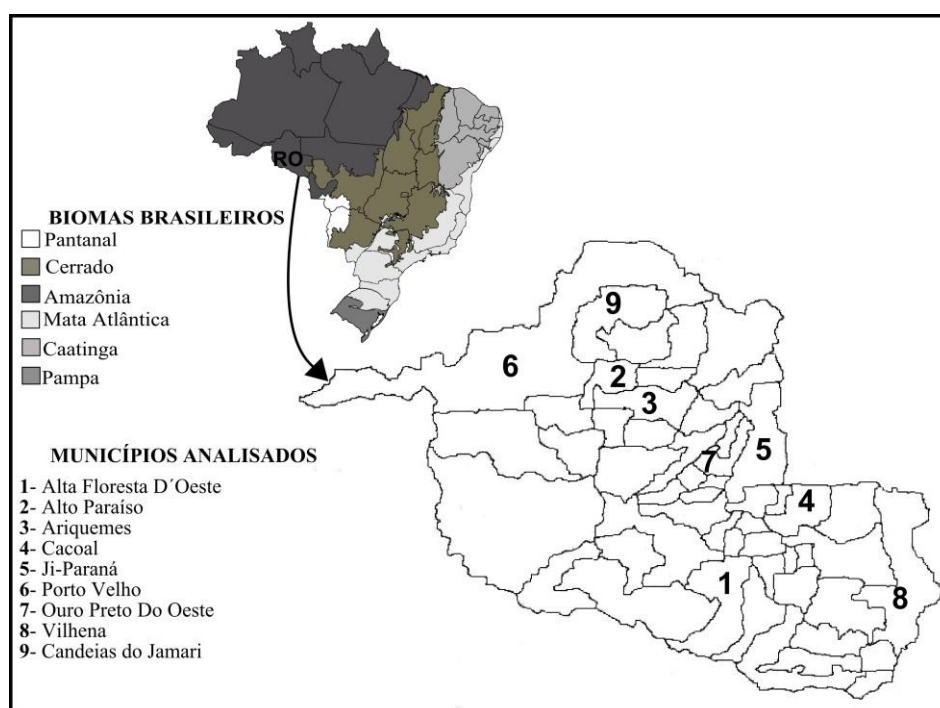 RO
BIOMAS BRASILEIROS
Pantanal
Cerrado
Amazônia
Mata Atlântica
Caatinga
Pampa
MUNICÍPIOS ANALISADOS
1- Alta Floresta D´Oeste
2- Alto Paraíso
3- Ariquemes
4- Cacoal
5- Ji-Paraná
6- Porto Velho
7- Ouro Preto Do Oeste
8- Vilhena
9- Candeias do Jamari
9
6
2
3
7
5
4
1
8